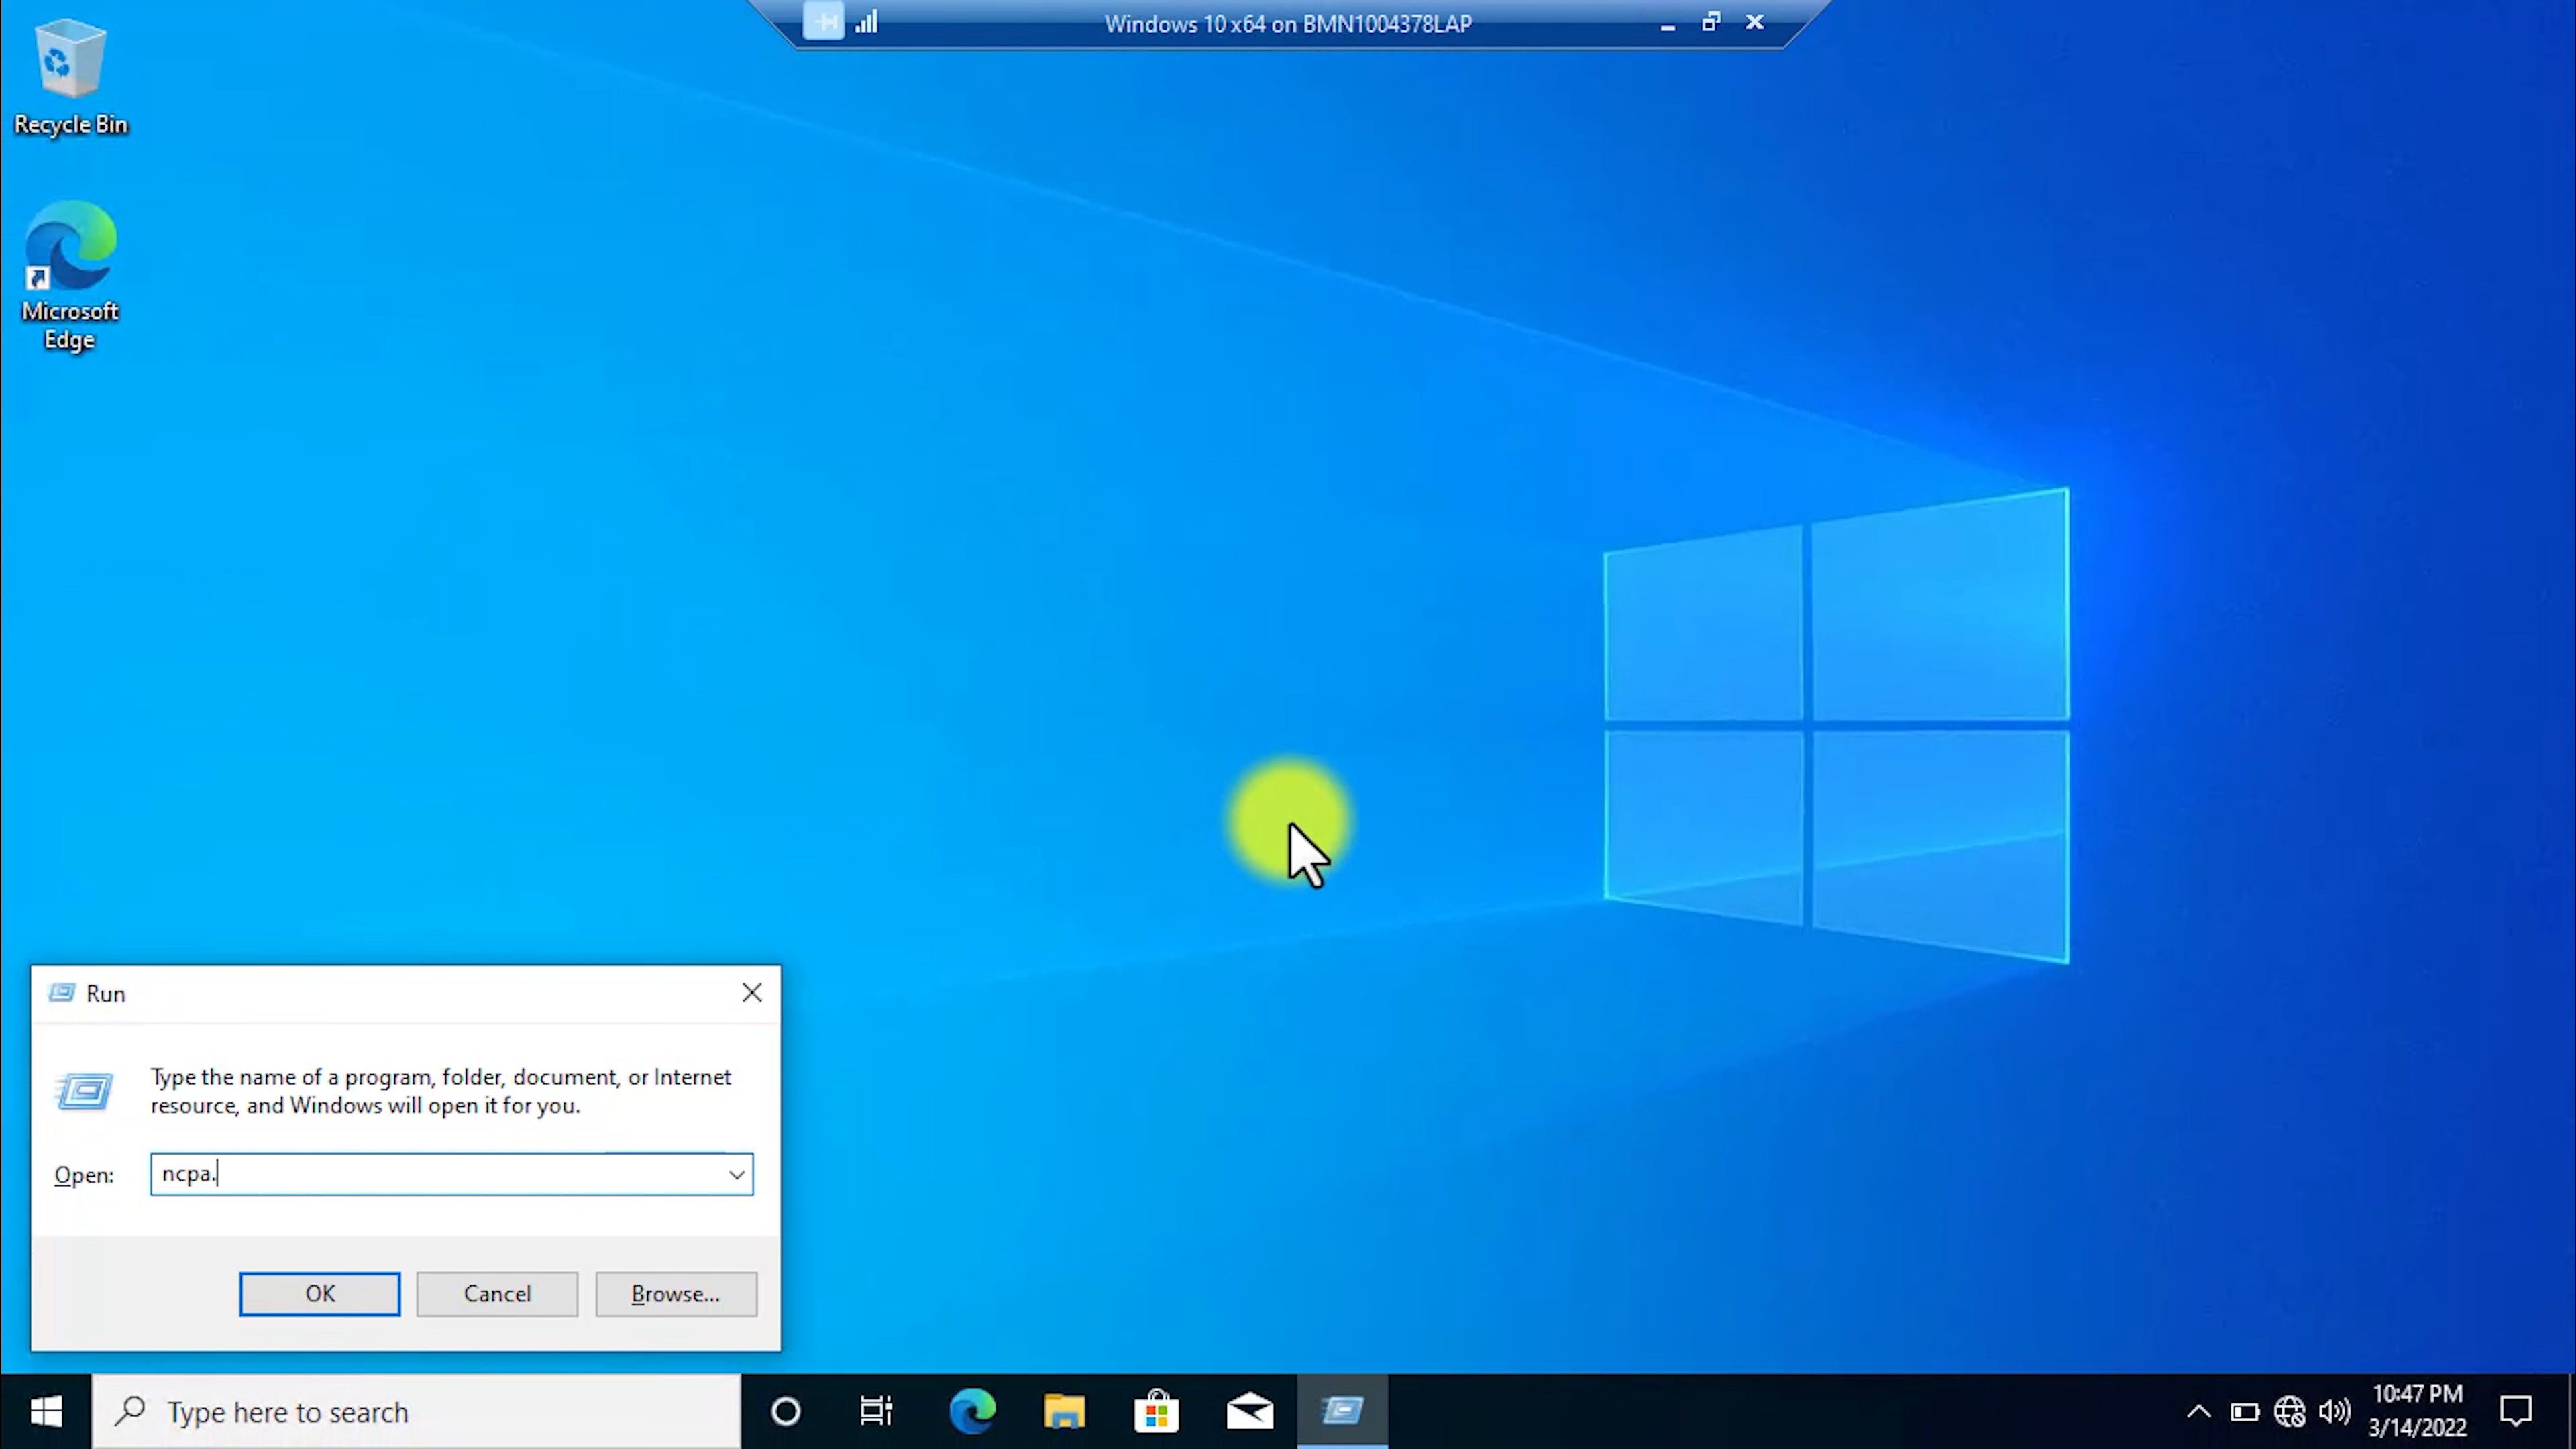 Windows 10 x64 on BMN1004378LAP
Recycle Bin
Microsoft
Edge
Run
Type the name of a program, folder, document, or Internet
resource, and Windows will open it for you.
Open:
ncpa.
OK
Cancel
Browse...
Type here to search
10:47 PM
3/14/2022